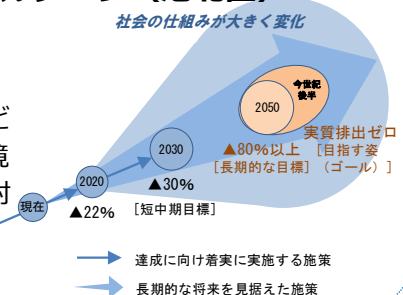 社会の仕組みが大きく変化
今世紀
後半
2050
実質排出ゼロ
▲80%以上 [目指す姿
[長期的な目標] (ゴール)]
2030
▲30%
[短中期目標]
2020
▲22%
現在
ど
境
対
達成に向け着実に実施する施策
長期的な将来を見据えた施策